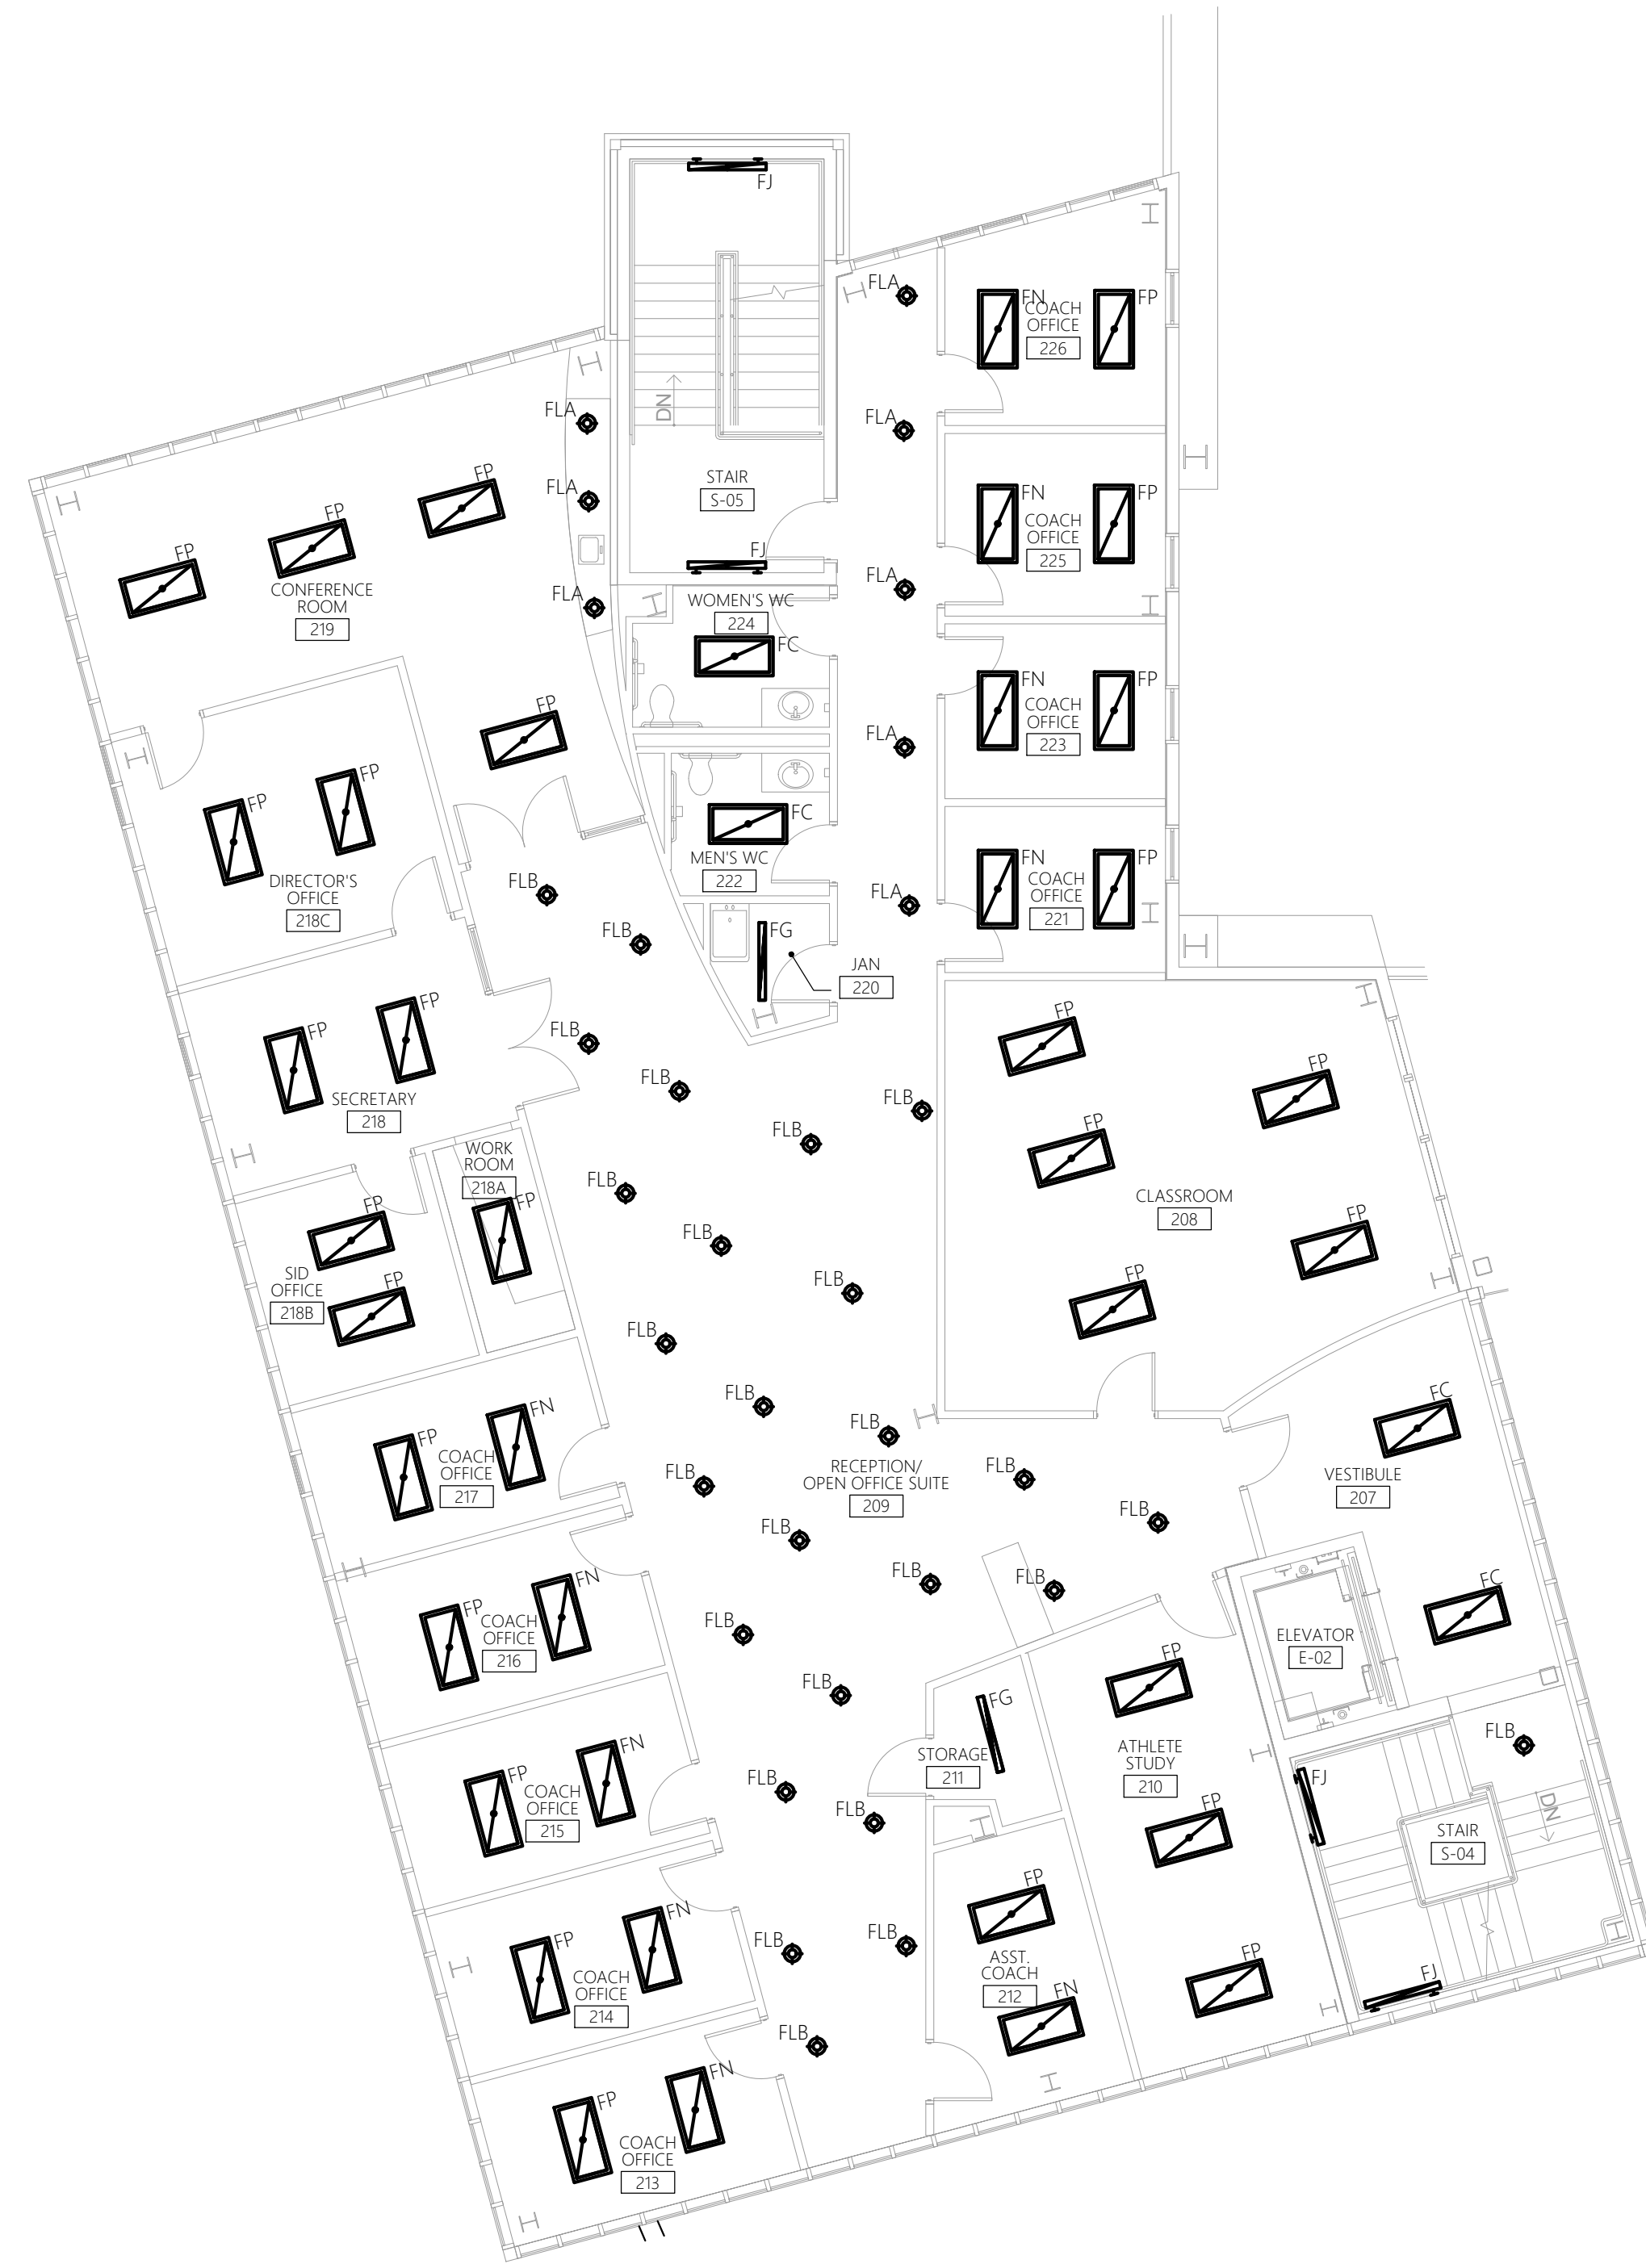 FJ
FLA
FN
COACH
OFFICE
226
FP
FLA
FLA
DN
STAIR
S-05
FLA
FN
COACH
OFFICE
225
FP
FP
FP
FP
CONFERENCE
ROOM
219
FJ
FLA
FLA
WOMEN'S WC
224
FC
FN
COACH
OFFICE
223
FP
FP
FLA
FP
FP
DIRECTOR'S
OFFICE
218C
FC
MEN'S WC
222
FN
COACH
OFFICE
221
FP
FLB
FLA
FLB
FG
JAN
220
FP
FP
SECRETARY
218
FLB
FLB
FLB
FLB
FP
FP
FP
CLASSROOM
208
FP
FP
WORK
ROOM
218A
FP
FP
SID
OFFICE
218B
FP
FLB
FLB
FLB
FLB
FLB
FLB
RECEPTION/
OPEN OFFICE SUITE
209
FLB
FLB
FC
VESTIBULE
207
FP
COACH
OFFICE
217
FN
FLB
FLB
FLB
FLB
FC
ELEVATOR
E-02
FP
COACH
OFFICE
216
FN
FLB
FLB
FG
STORAGE
211
FP
ATHLETE
STUDY
210
FLB
FP
COACH
OFFICE
215
FN
FLB
FLB
FP
FJ
STAIR
S-04
DN
FP
COACH
OFFICE
214
FN
FLB
FLB
FP
ASST.
COACH
212
FN
FP
FJ
FLB
FP
COACH
OFFICE
213
FN